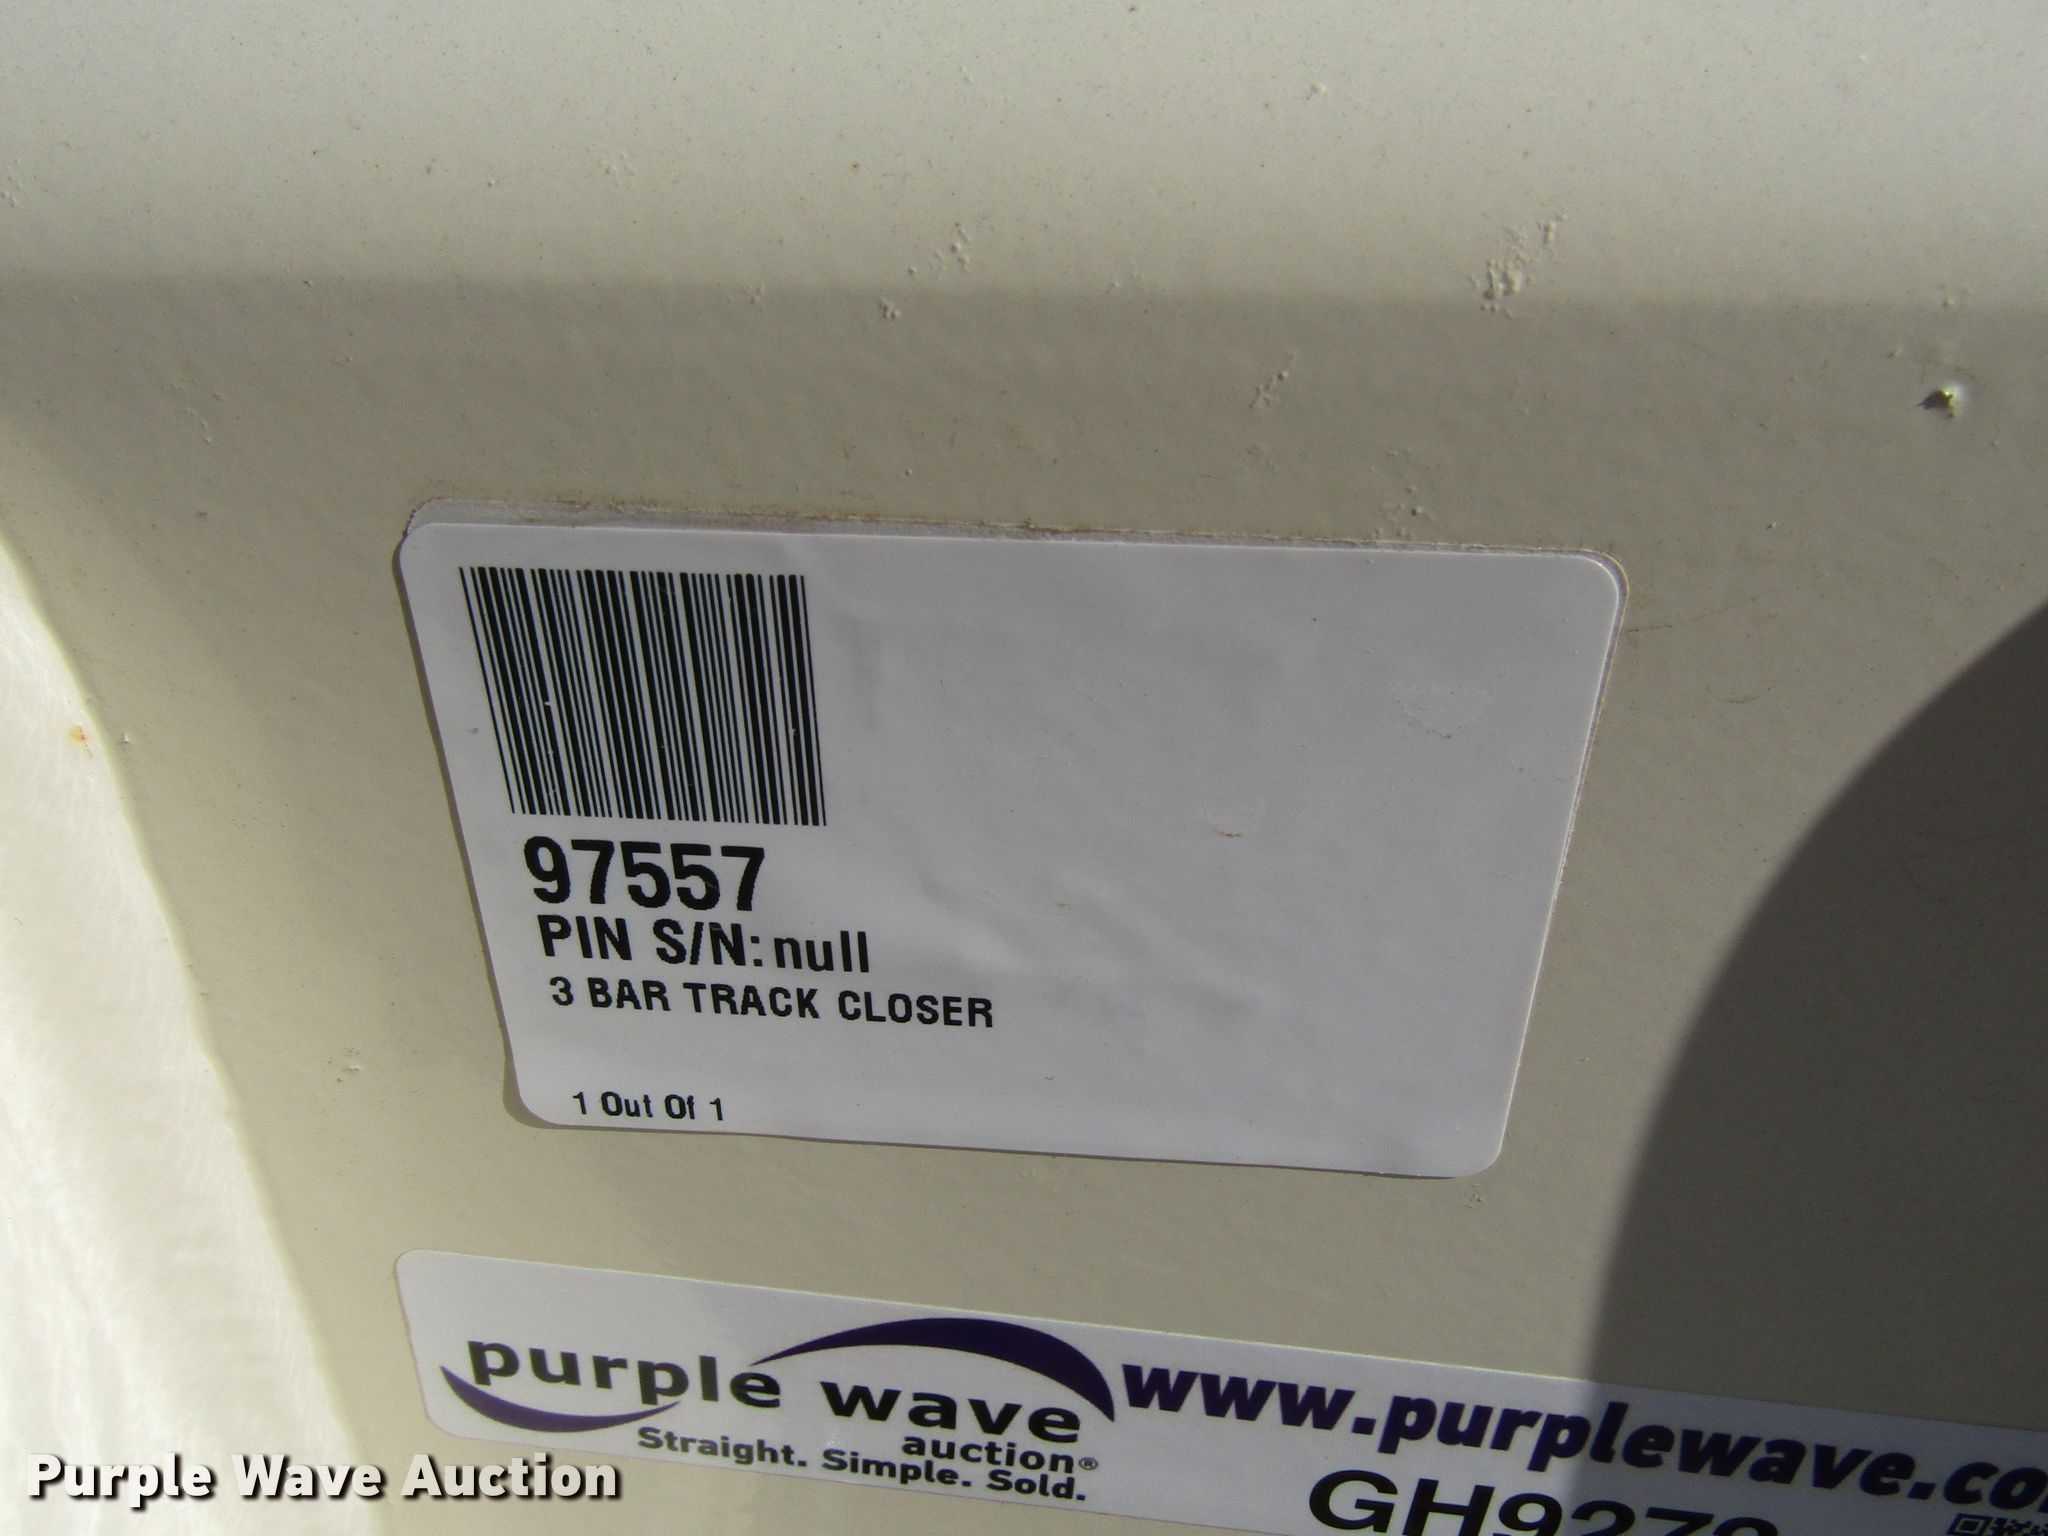 97557
PIN S/N: null
3 BAR TRACK CLOSER
1 Out Of 1
purple wave
auction®
Straight. Simple. Sold.
www.purplewave.co
Purple Wave Auction